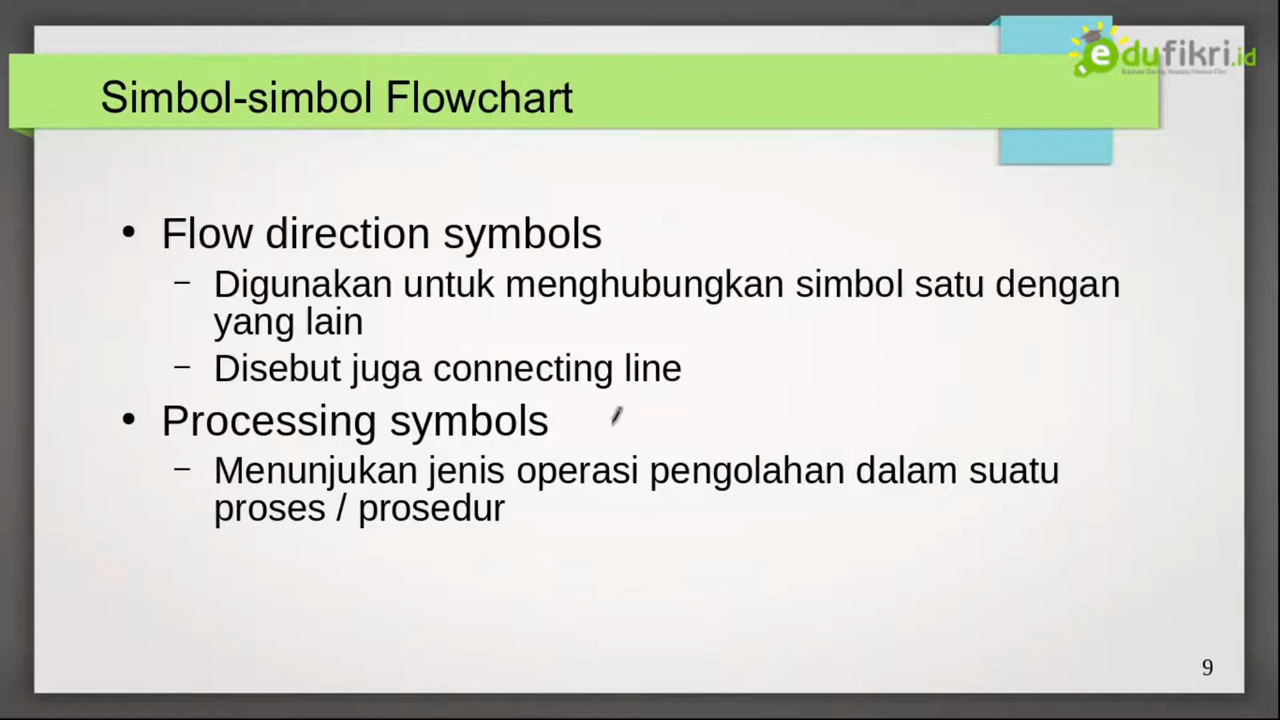 edufikri.id
Simbol-simbol Flowchart
• Flow direction symbols
– Digunakan untuk menghubungkan simbol satu dengan
yang lain
– Disebut juga connecting line
• Processing symbols
– Menunjukan jenis operasi pengolahan dalam suatu
proses / prosedur
9